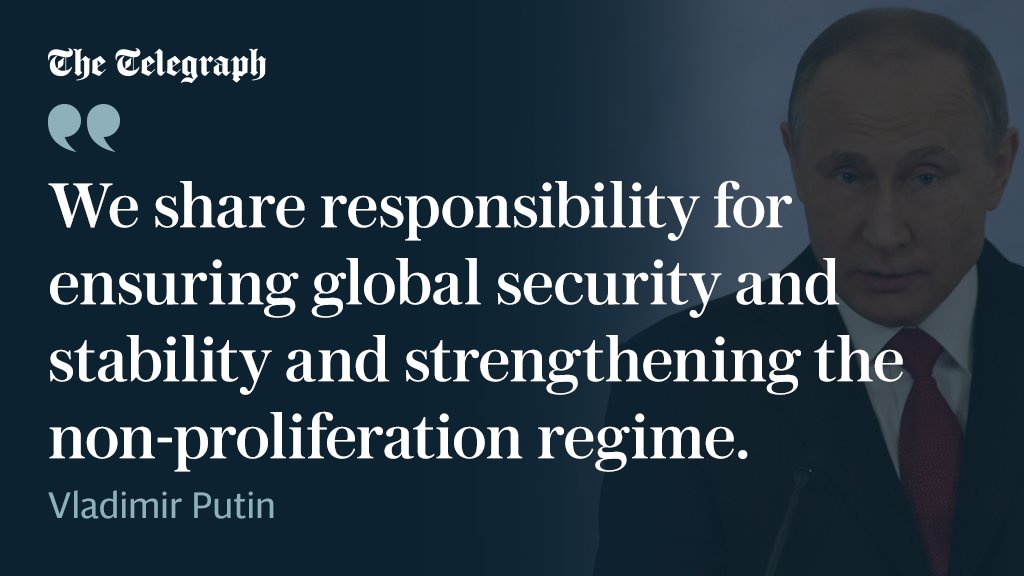 The Telegraph
”
We share responsibility for
ensuring global security and
stability and strengthening the
non-proliferation regime.
Vladimir Putin